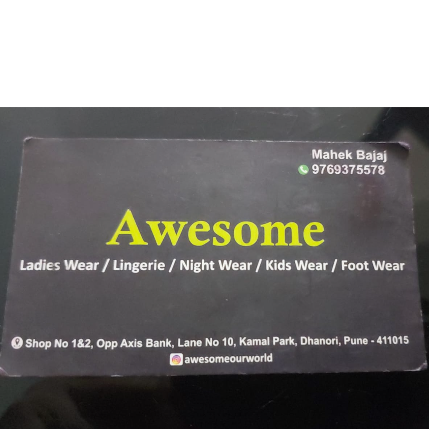 Mahek Bajaj
9769375578
Awesome
Ladies Wear / Lingerie / Night Wear / Kids Wear / Foot Wear
Shop No 1&2, Opp Axis Bank, Lane No 10, Kamal Park, Dhanori, Pune - 411015
awesomeourworld